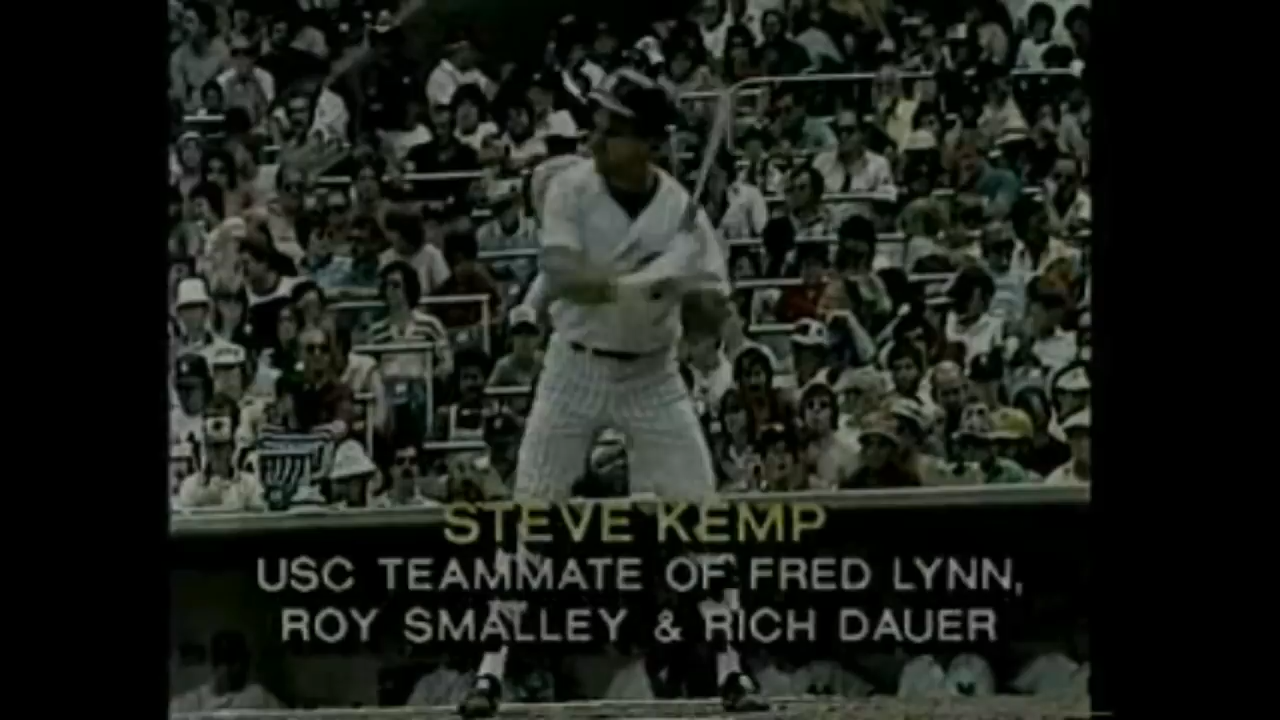 STEVE KEMP
USC TEAMMATE OF FRED LYNN,
ROY SMALLEY & RICH DAUER